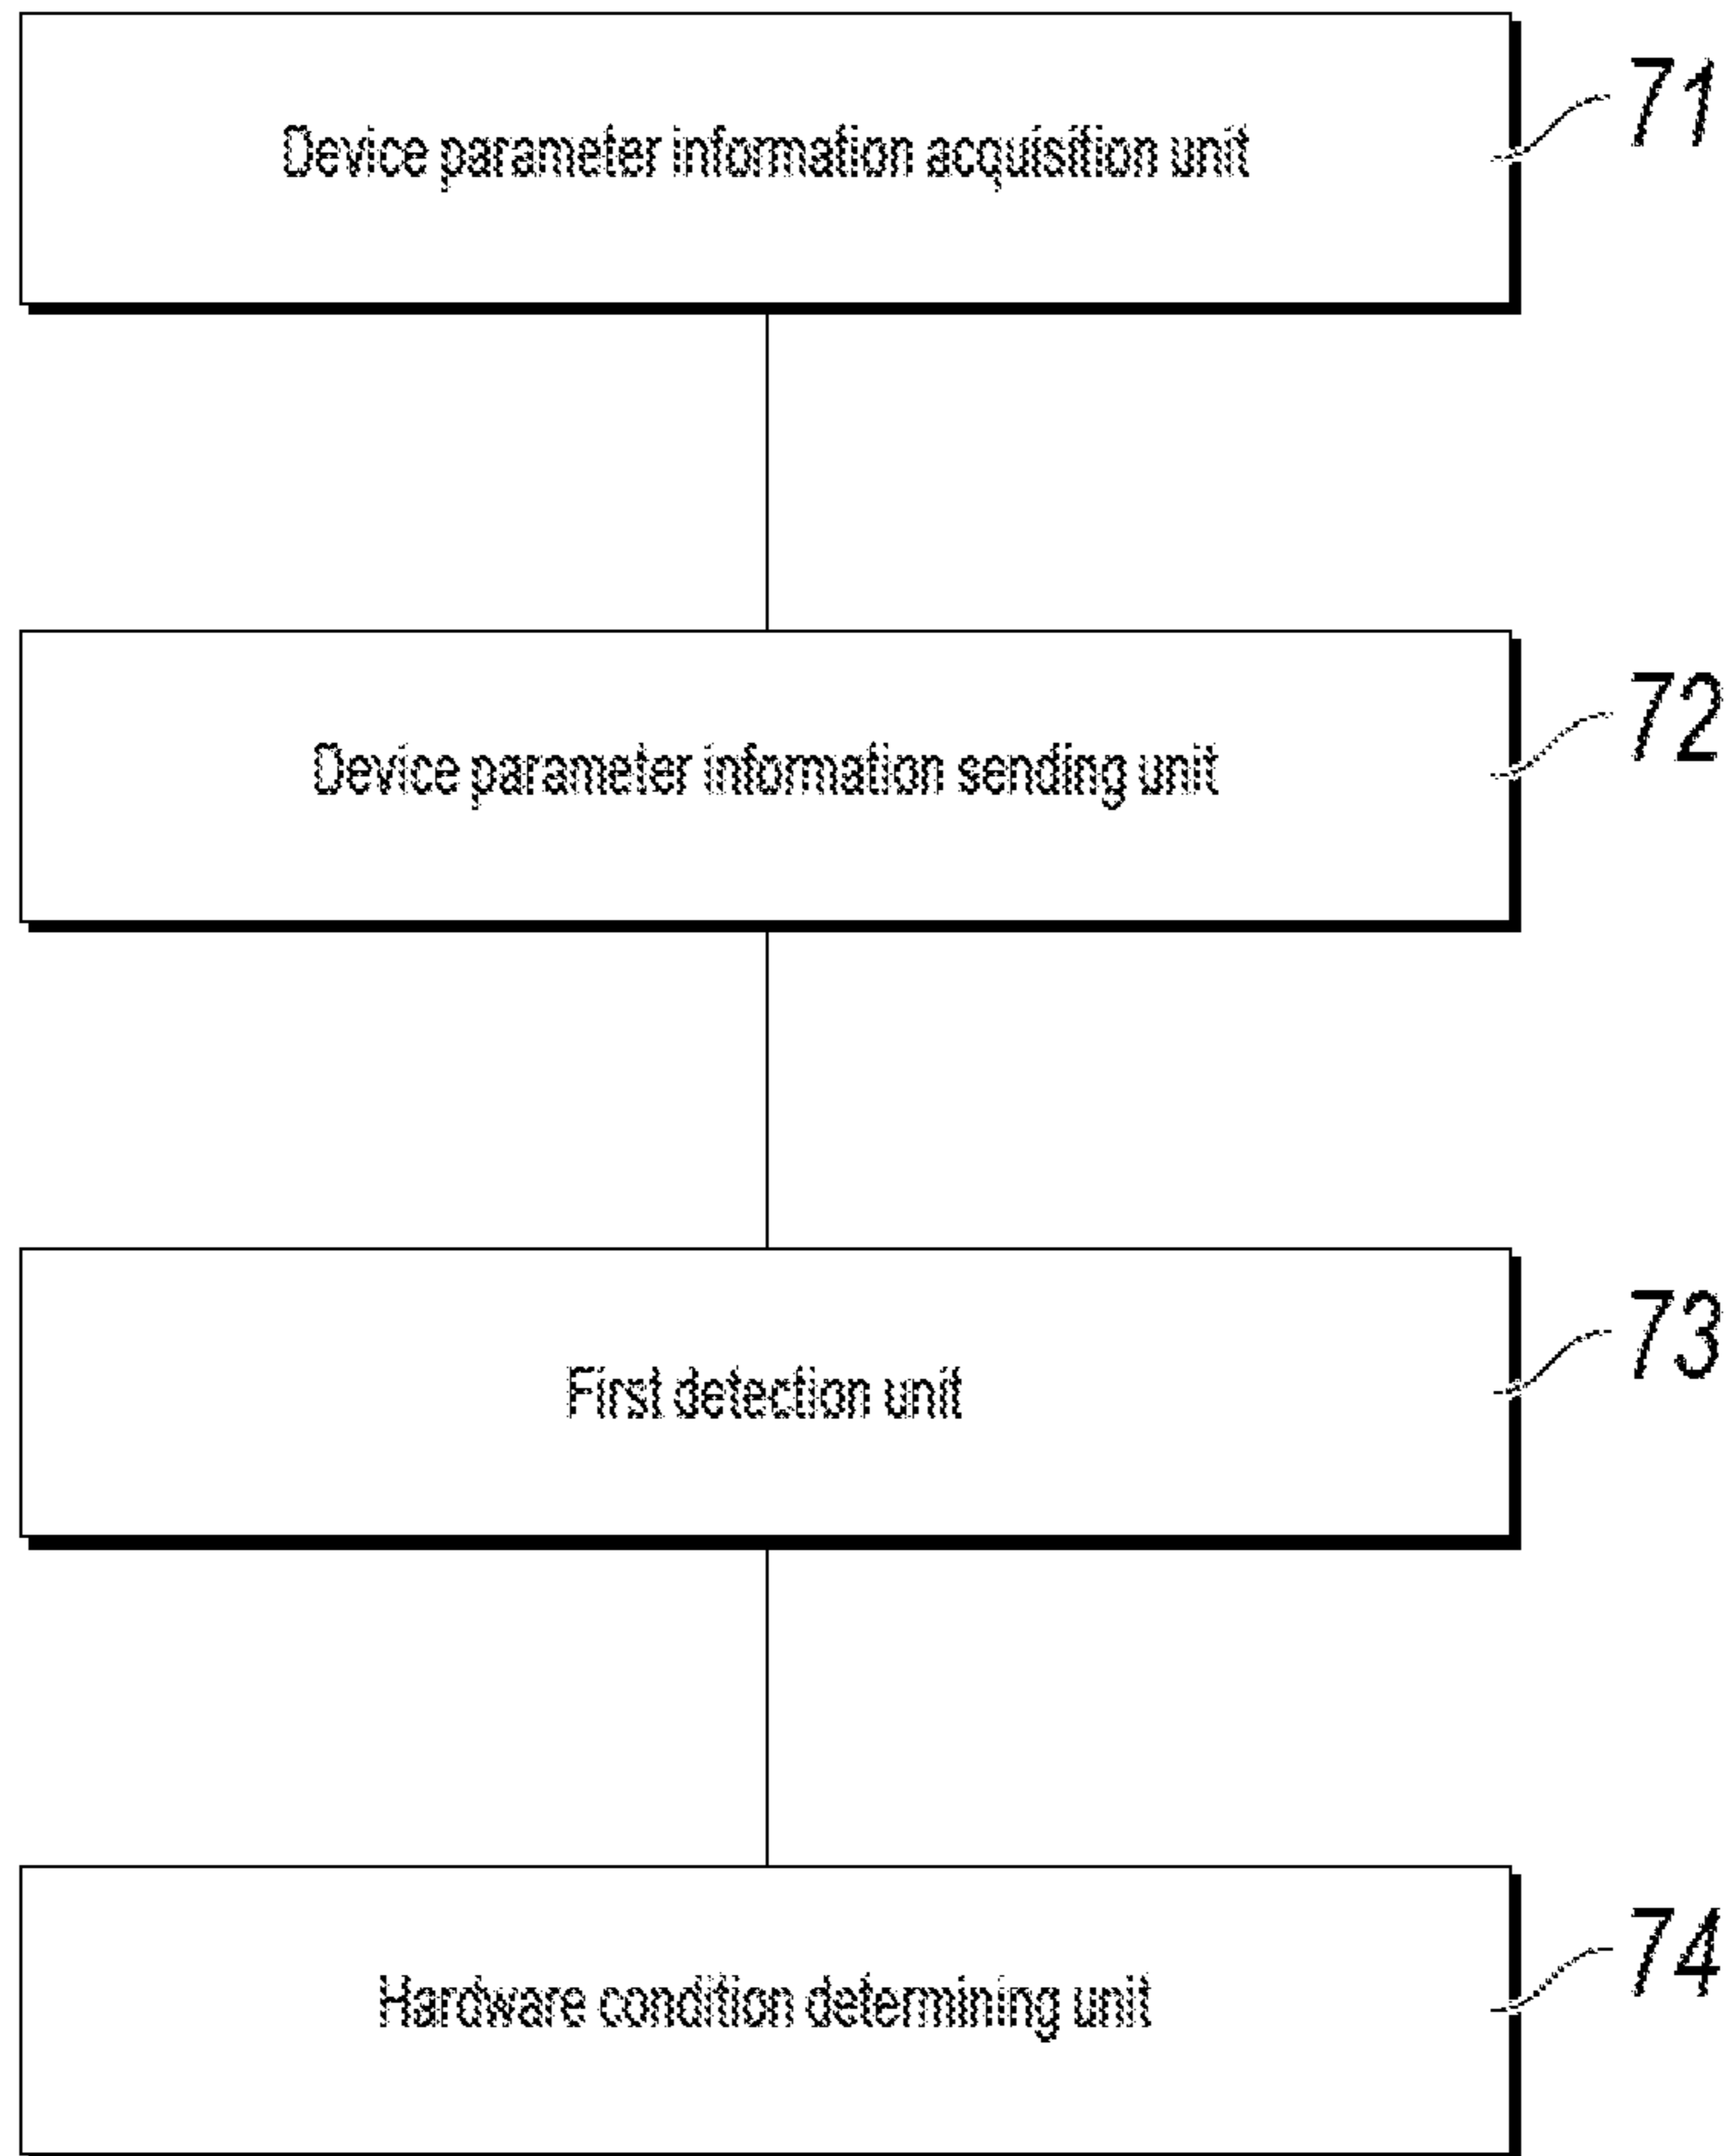 Device parameter information acquisition unit
71
Device parameter information sending unit
72
First detection unit
73
Hardware condition determining unit
74